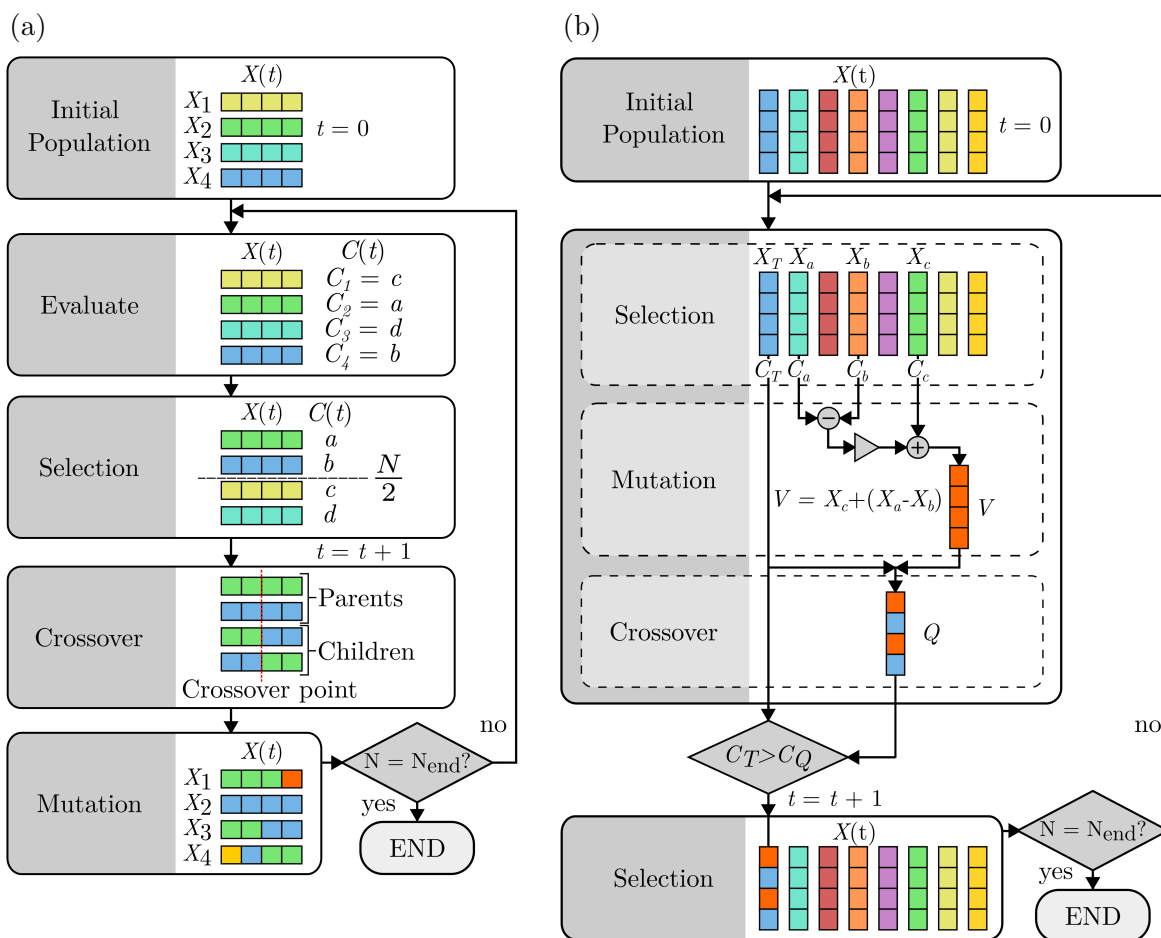 (a)
Initial
Population
X(t)
X1
X2
X3
X4
t = 0
Evaluate
X(t)
C(t)
C1 = c
C2 = a
C3 = d
C4 = b
Selection
X(t)
C(t)
a
b
c
d
N
2
t = t + 1
Crossover
Parents
Children
Crossover point
Mutation
X(t)
X1
X2
X3
X4
N = Nend?
no
yes
END
(b)
Initial
Population
X(t)
t = 0
Selection
XT Xa Xb Xc
CT Ca Cb Cc
Mutation
−
+
V = Xc+(Xa-Xb)
V
Crossover
Q
CT>CQ
t = t + 1
Selection
X(t)
no
N = Nend?
yes
END